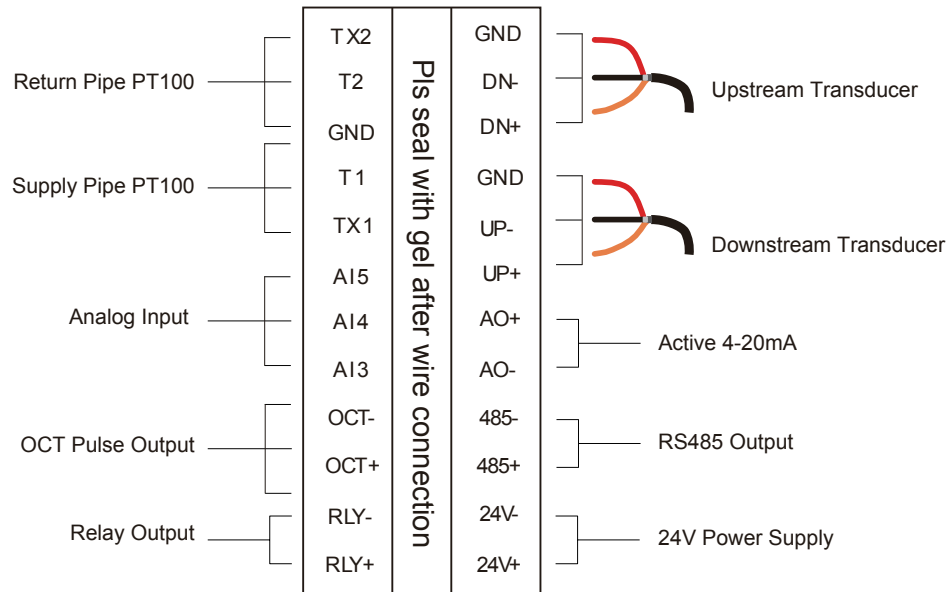 Return Pipe PT100
Supply Pipe PT100
Analog Input
OCT Pulse Output
Relay Output
TX2
T2
GND
T1
TX1
AI5
AI4
AI3
OCT-
OCT+
RLY-
RLY+
Pls seal with gel after wire connection
GND
DN-
DN+
GND
UP-
UP+
AO+
AO-
485-
485+
24V-
24V+
Upstream Transducer
Downstream Transducer
Active 4-20mA
RS485 Output
24V Power Supply